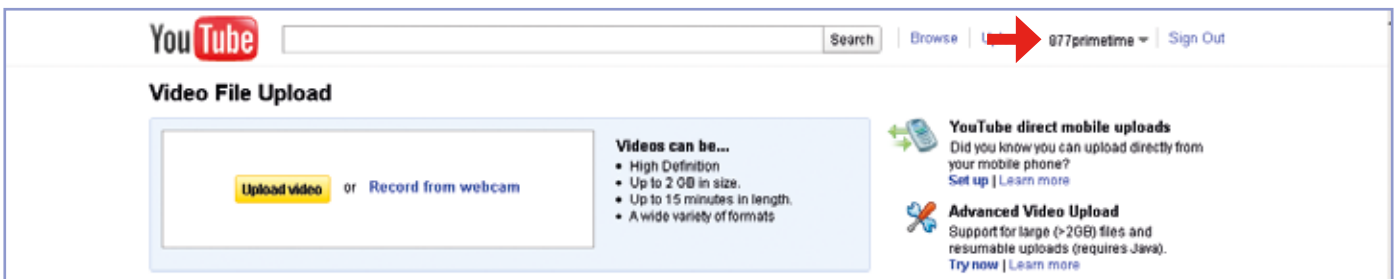 YouTube Search Browse 877primetime Sign Out
Video File Upload
Upload video or Record from webcam
Videos can be...
• High Definition
• Up to 2 GB in size.
• Up to 15 minutes in length.
• A wide variety of formats
YouTube direct mobile uploads
Did you know you can upload directly from
your mobile phone?
Set up | Learn more
Advanced Video Upload
Support for large (>2GB) files and
resumable uploads (requires Java).
Try now | Learn more